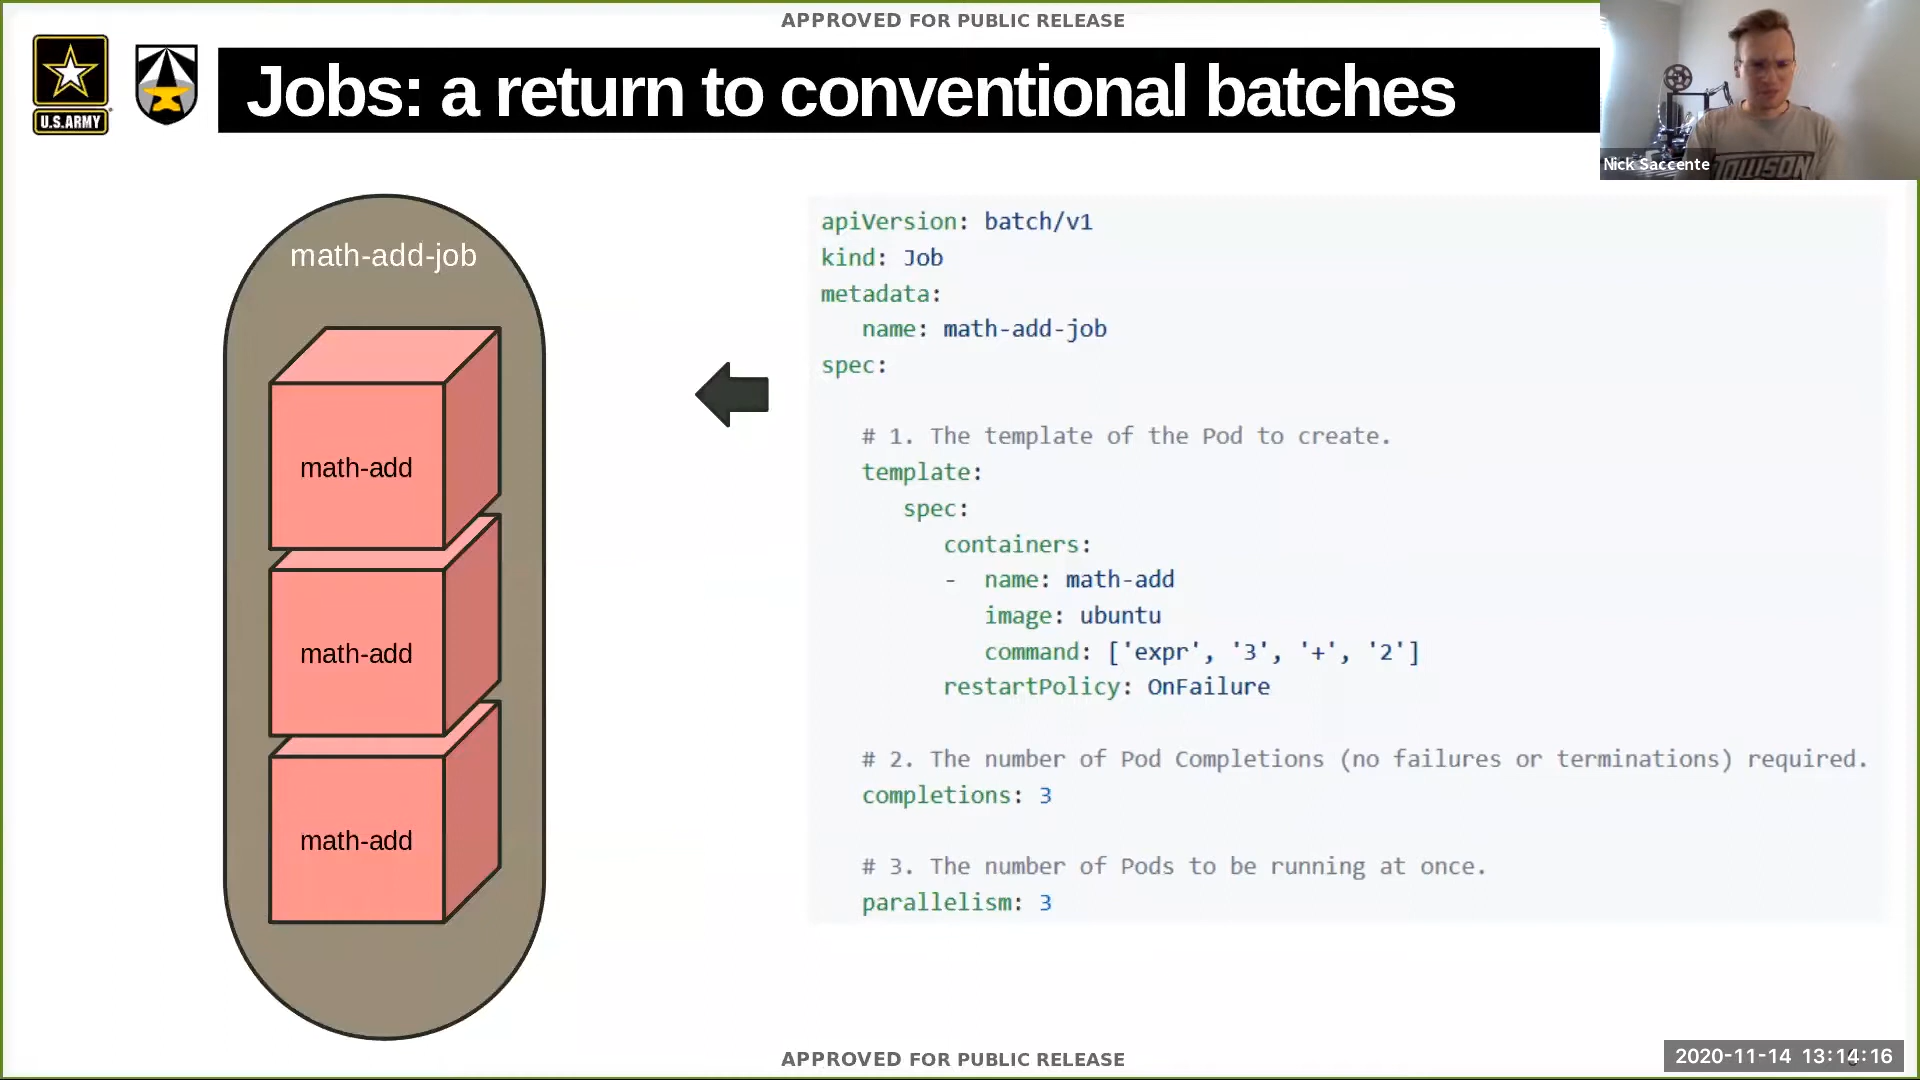 APPROVED FOR PUBLIC RELEASE
U.S.ARMY
Jobs: a return to conventional batches
Nick Saccente
TOWSON
math-add-job
math-add
math-add
math-add
apiVersion: batch/v1
kind: Job
metadata:
name: math-add-job
spec:
# 1. The template of the Pod to create.
template:
spec:
containers:
- name: math-add
image: ubuntu
command: ['expr', '3', '+', '2']
restartPolicy: OnFailure
# 2. The number of Pod Completions (no failures or terminations) required.
completions: 3
# 3. The number of Pods to be running at once.
parallelism: 3
APPROVED FOR PUBLIC RELEASE
2020-11-14 13:14:16